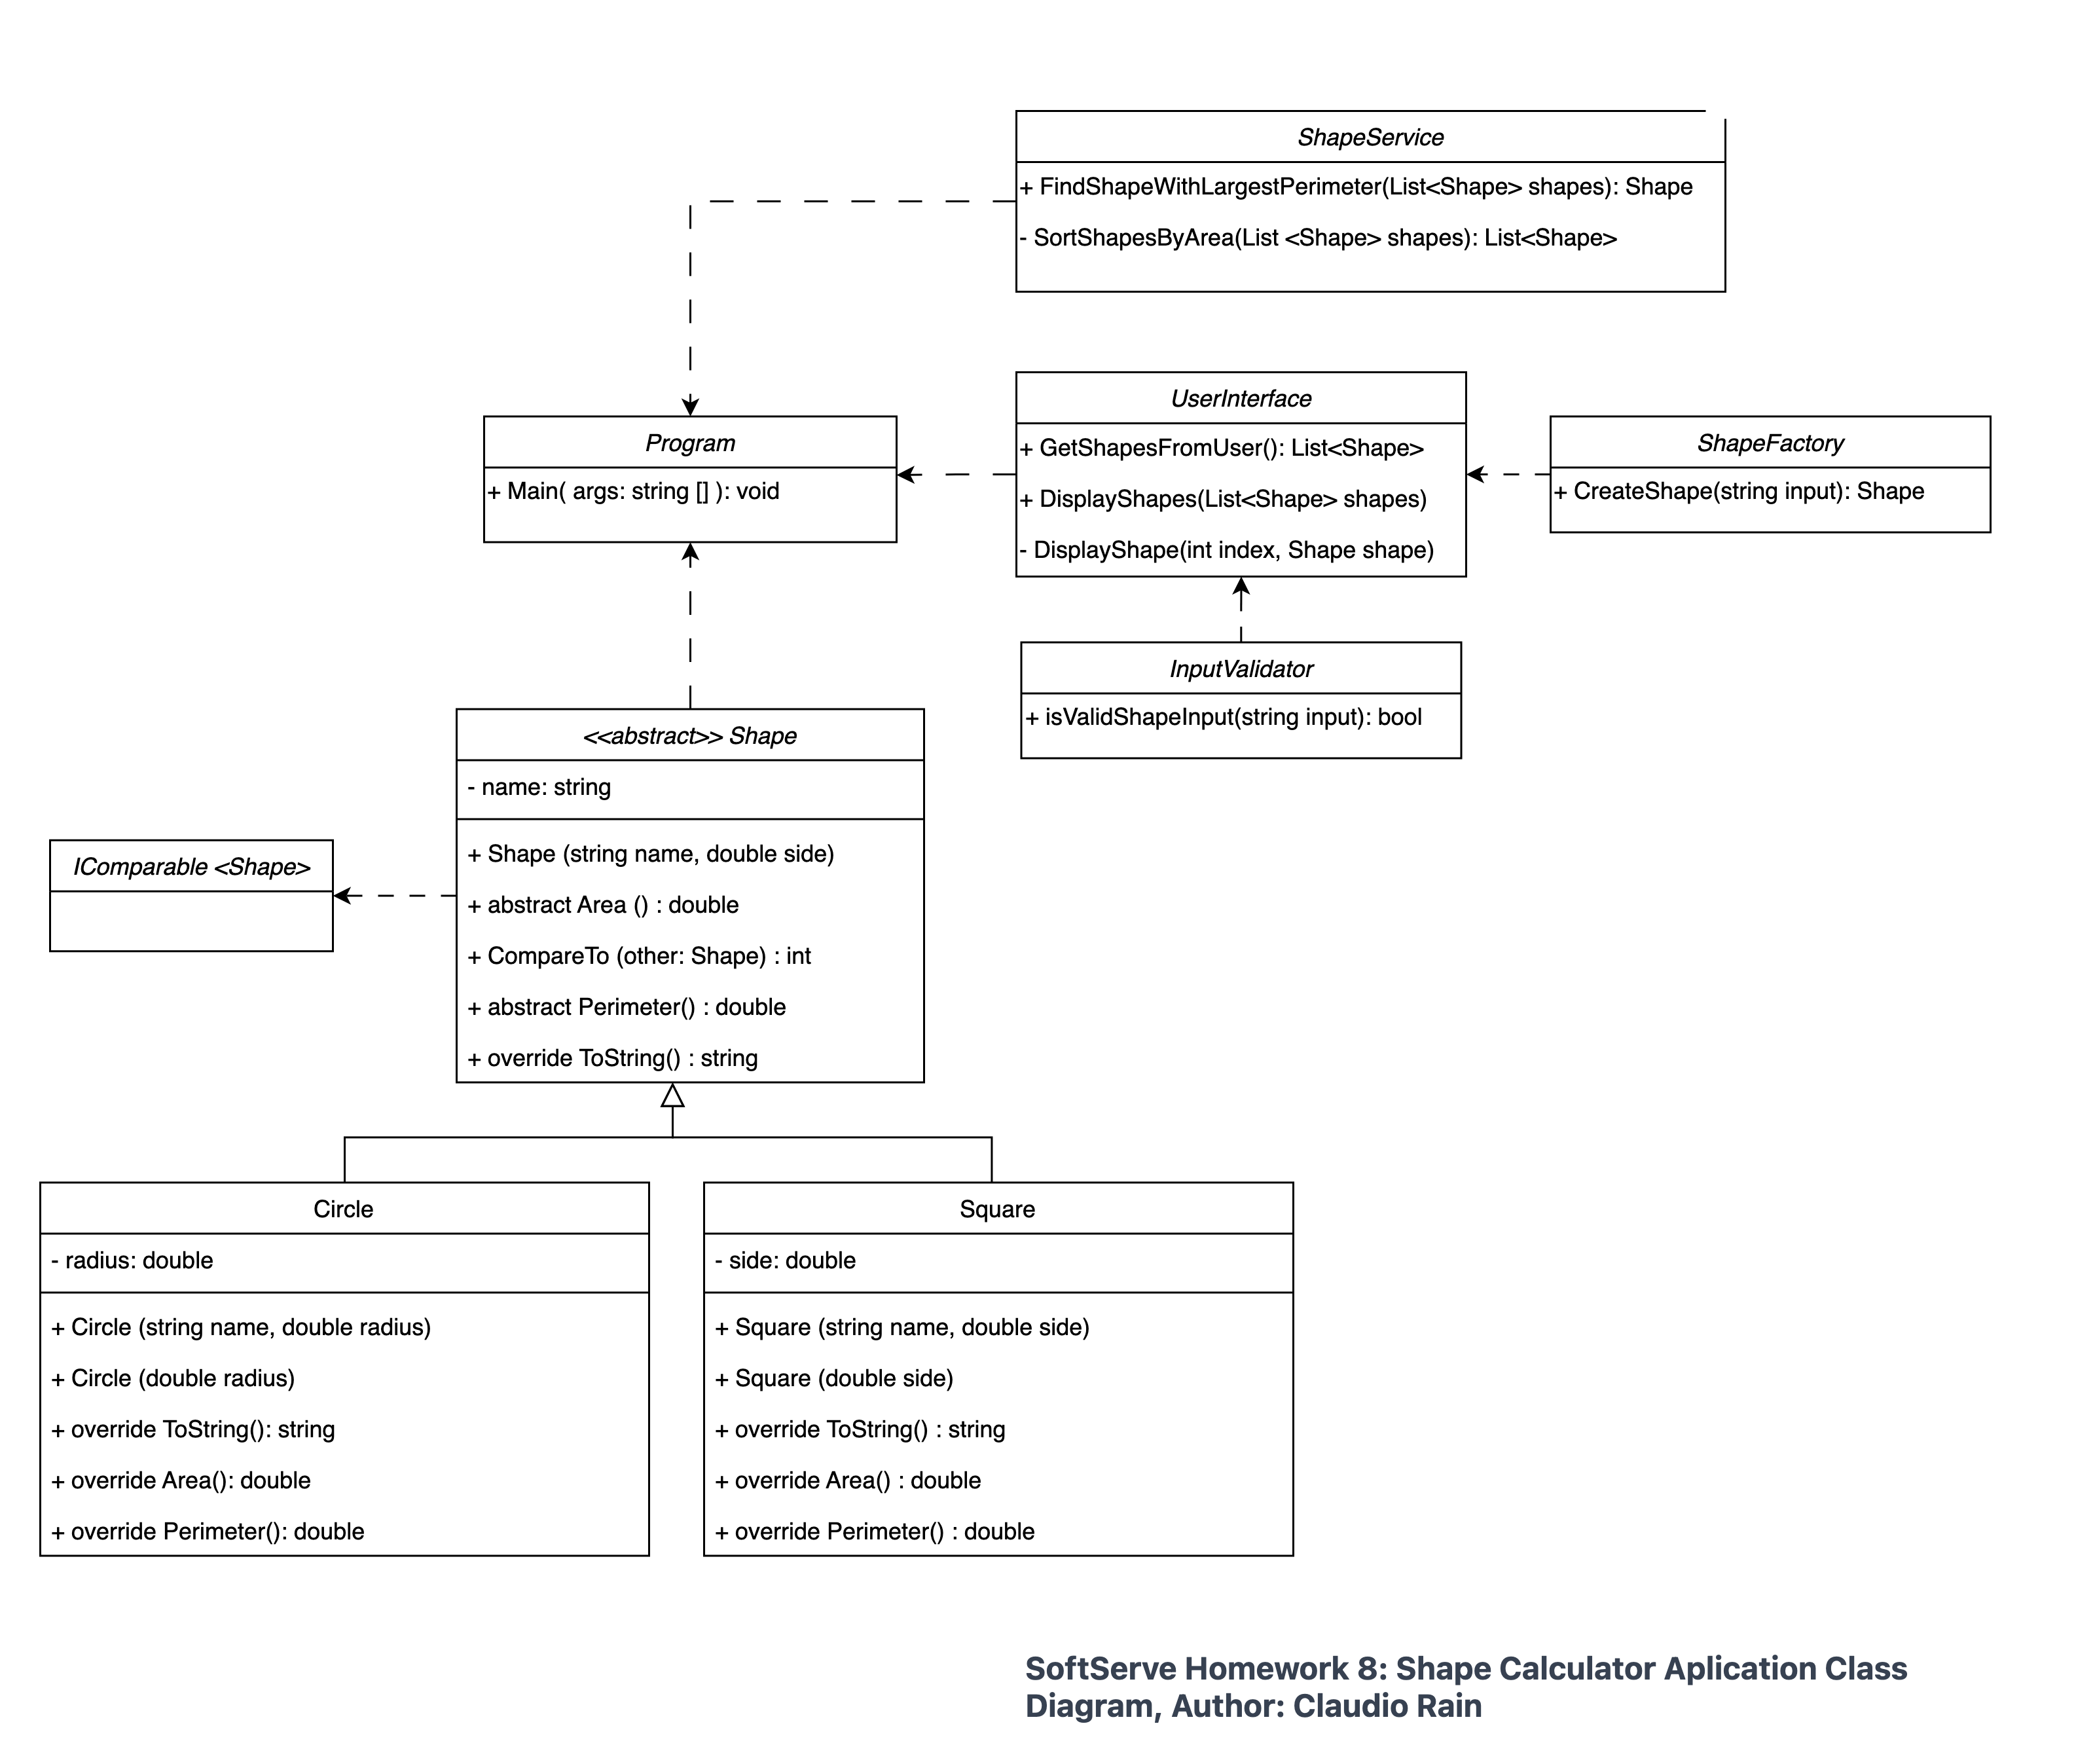 ShapeService
+ FindShapeWithLargestPerimeter(List<Shape> shapes): Shape
- SortShapesByArea(List <Shape> shapes): List<Shape>
Program
+ Main( args: string [] ): void
UserInterface
+ GetShapesFromUser(): List<Shape>
+ DisplayShapes(List<Shape> shapes)
- DisplayShape(int index, Shape shape)
ShapeFactory
+ CreateShape(string input): Shape
InputValidator
+ isValidShapeInput(string input): bool
<<abstract>> Shape
- name: string
+ Shape (string name, double side)
+ abstract Area () : double
+ CompareTo (other: Shape) : int
+ abstract Perimeter() : double
+ override ToString() : string
IComparable <Shape>
Circle
- radius: double
+ Circle (string name, double radius)
+ Circle (double radius)
+ override ToString(): string
+ override Area(): double
+ override Perimeter(): double
Square
- side: double
+ Square (string name, double side)
+ Square (double side)
+ override ToString() : string
+ override Area() : double
+ override Perimeter() : double
SoftServe Homework 8: Shape Calculator Aplication Class
Diagram, Author: Claudio Rain